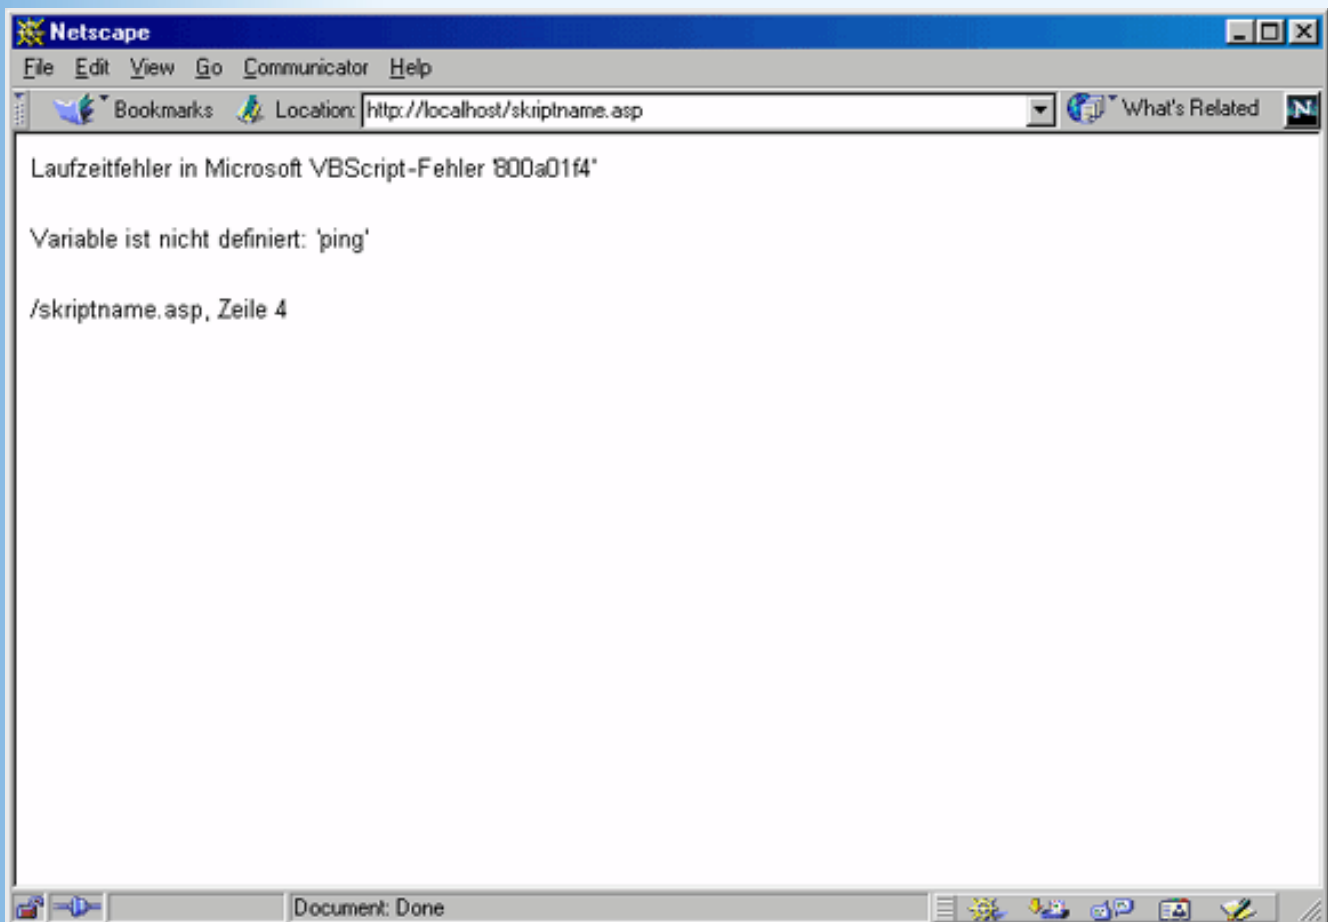 Netscape
File Edit View Go Communicator Help
Bookmarks Location: http://localhost/skriptname.asp What's Related N
Laufzeitfehler in Microsoft VBScript-Fehler '800a01f4'
Variable ist nicht definiert: 'ping'
/skriptname.asp, Zeile 4
Document: Done